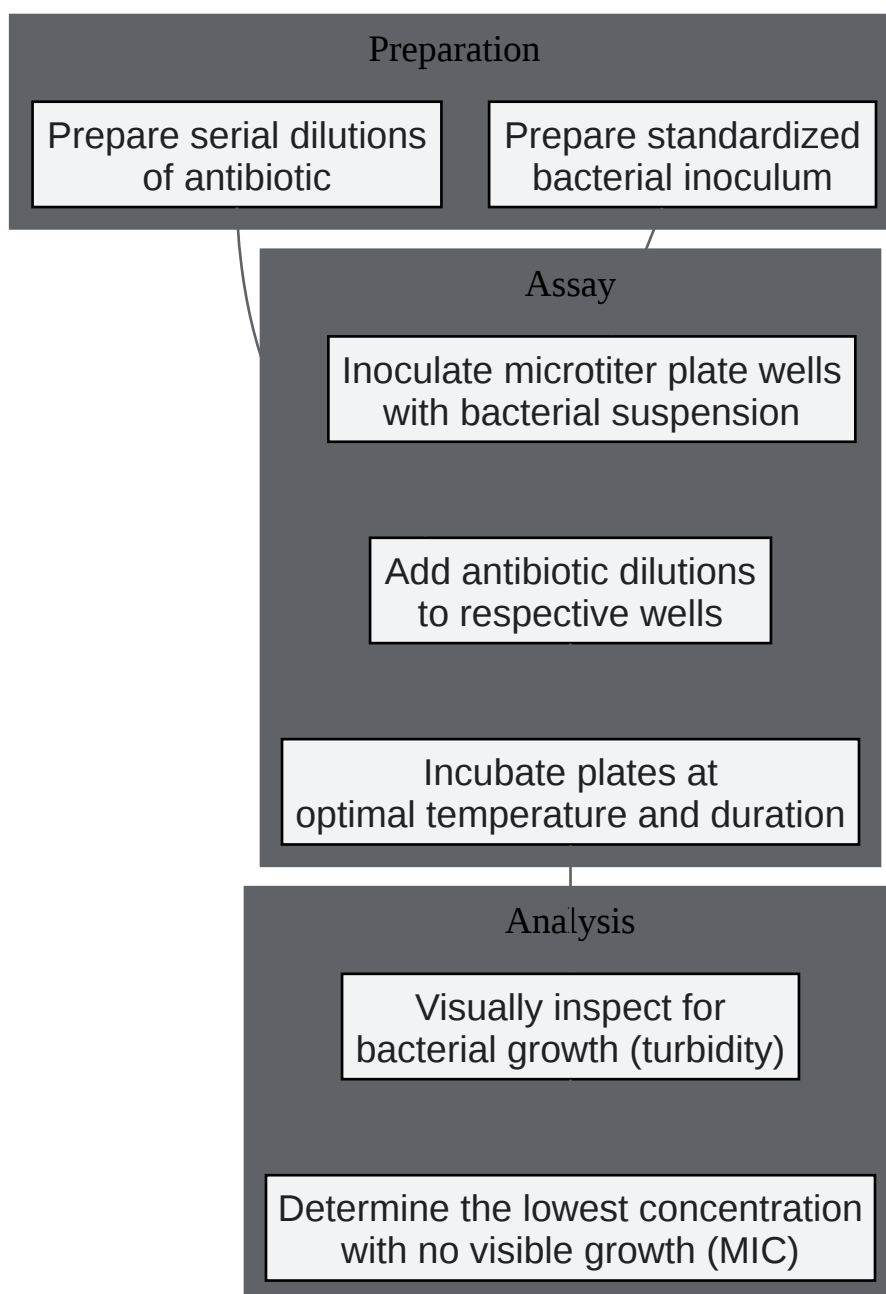 Preparation
Prepare serial dilutions
of antibiotic
Prepare standardized
bacterial inoculum
Assay
Inoculate microtiter plate wells
with bacterial suspension
Add antibiotic dilutions
to respective wells
Incubate plates at
optimal temperature and duration
Analysis
Visually inspect for
bacterial growth (turbidity)
Determine the lowest concentration
with no visible growth (MIC)